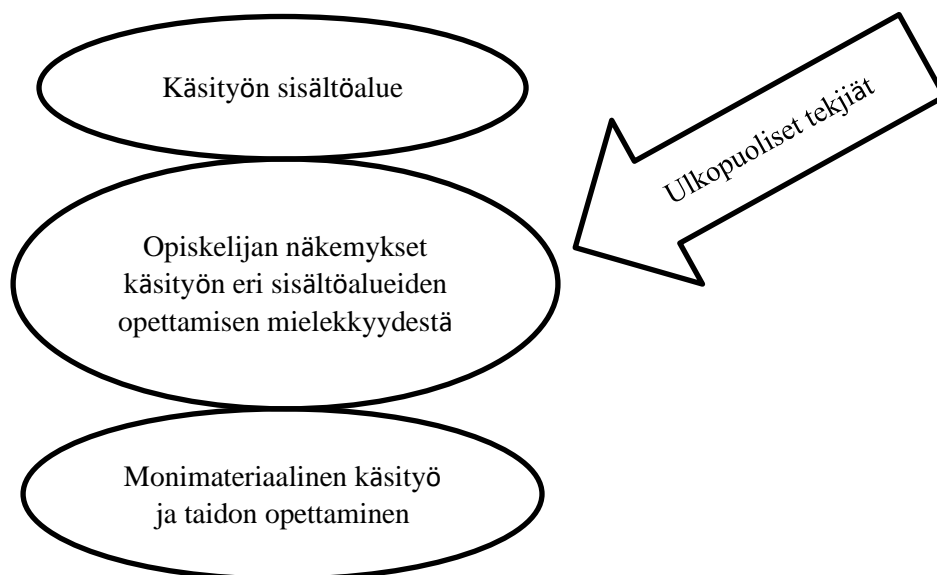 Käsityön sisältöalue
Ulkopuoliset tekjiät
Opiskelijan näkemykset
käsityön eri sisältöalueiden
opettamisen mielekkyydestä
Monimateriaalinen käsityö
ja taidon opettaminen